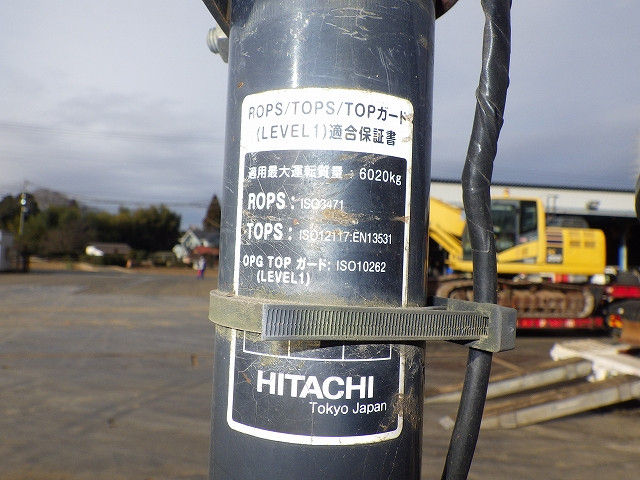 ROPS/TOPS/TOPガード
(LEVEL1)適合保証書
適用最大運転質量：6020kg
ROPS：ISO3471
TOPS：ISO12117:EN13531
OPG TOP ガード：ISO10262
(LEVEL1)
HITACHI
Tokyo Japan